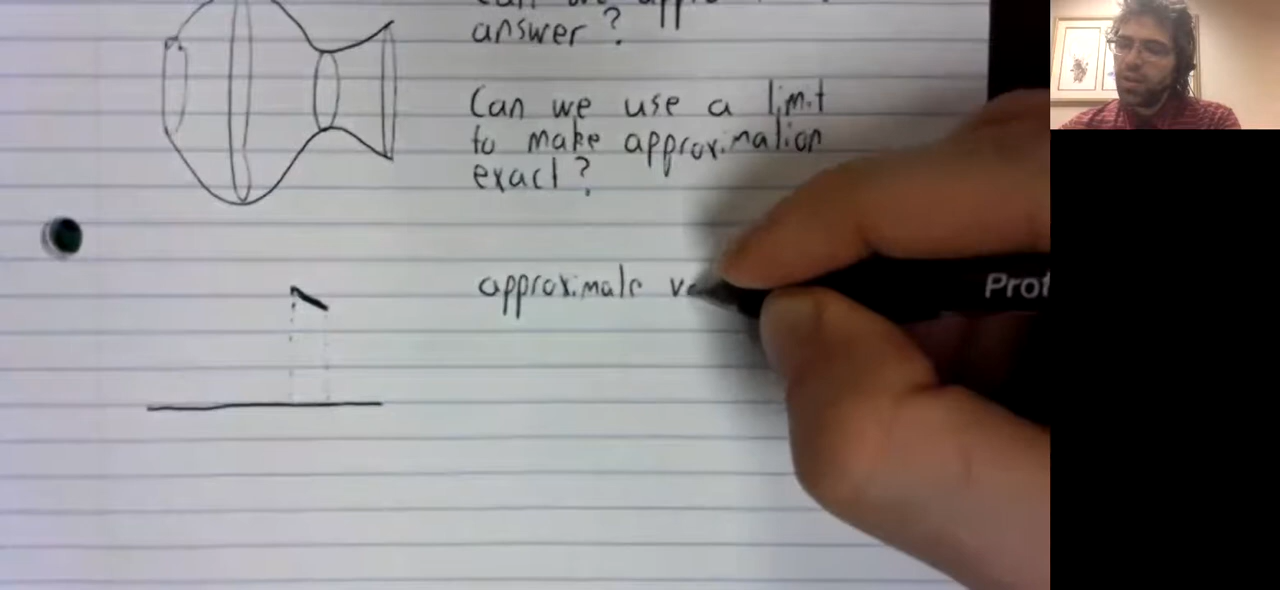 answer?
Can we use a limit
to make approximation
exact?
approximate
Prof